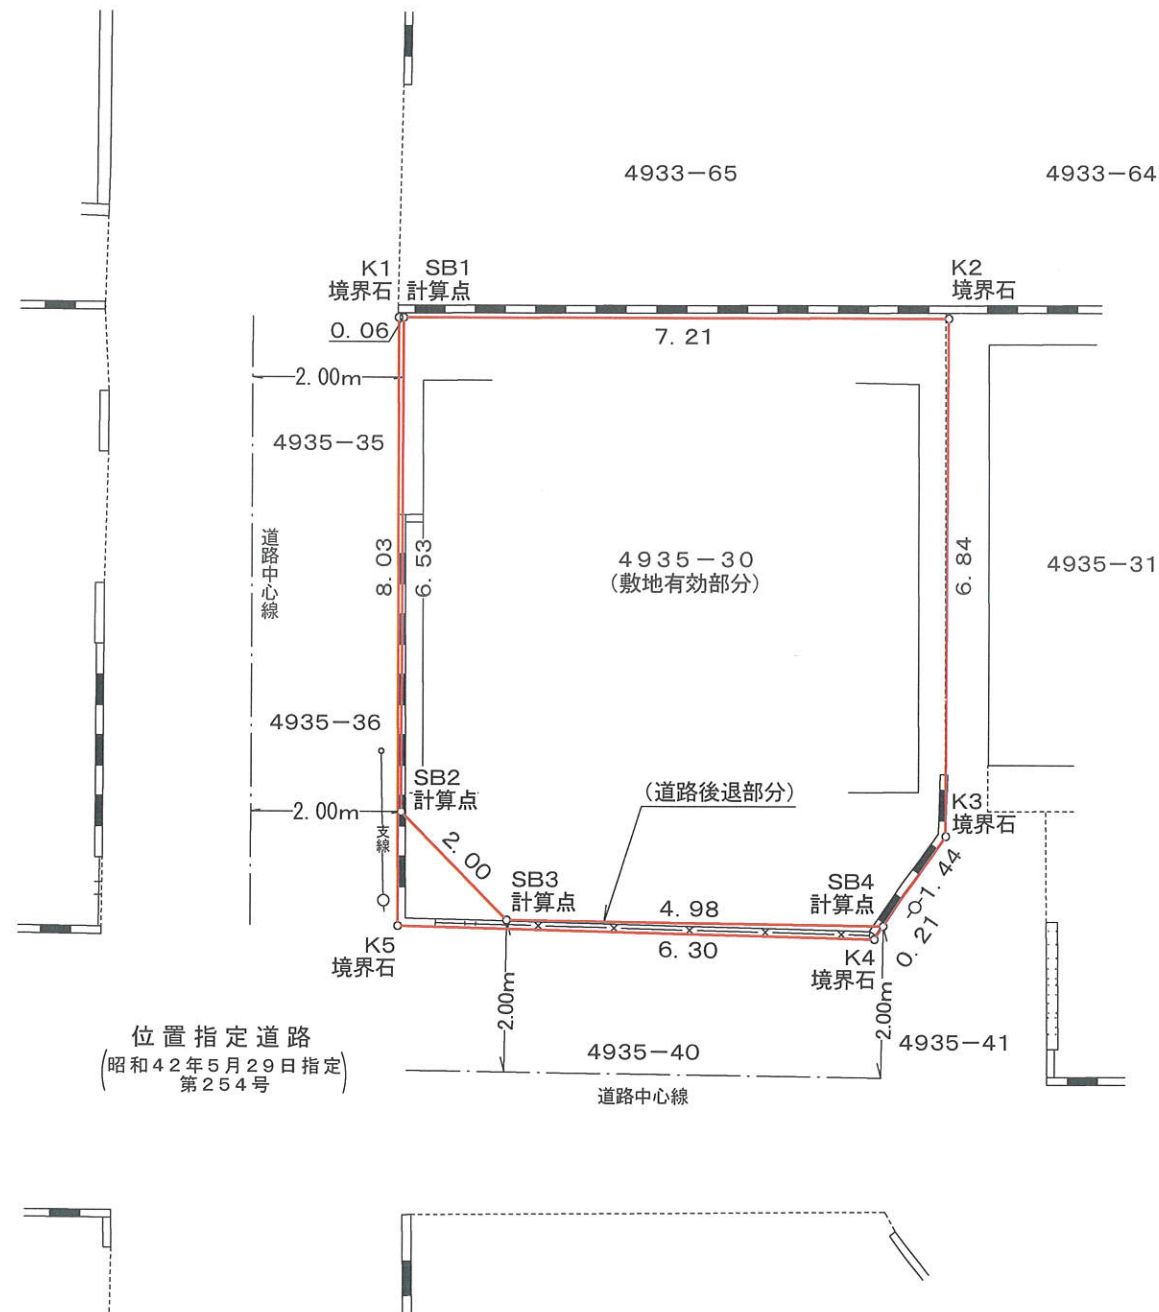 4933-65
4933-64
K1
境界石
SB1
計算点
K2
境界石
0.06
7.21
2.00m
4935-35
道路中心線
8.03
6.53
4935-30
(敷地有効部分)
6.84
4935-31
4935-36
SB2
計算点
(道路後退部分)
K3
境界石
2.00m
支線
2.00
SB3
計算点
SB4
計算点
1.44
4.98
0.21
K5
境界石
6.30
K4
境界石
2.00m
2.00m
位置指定道路
(昭和42年5月29日指定
第254号)
4935-40
4935-41
道路中心線